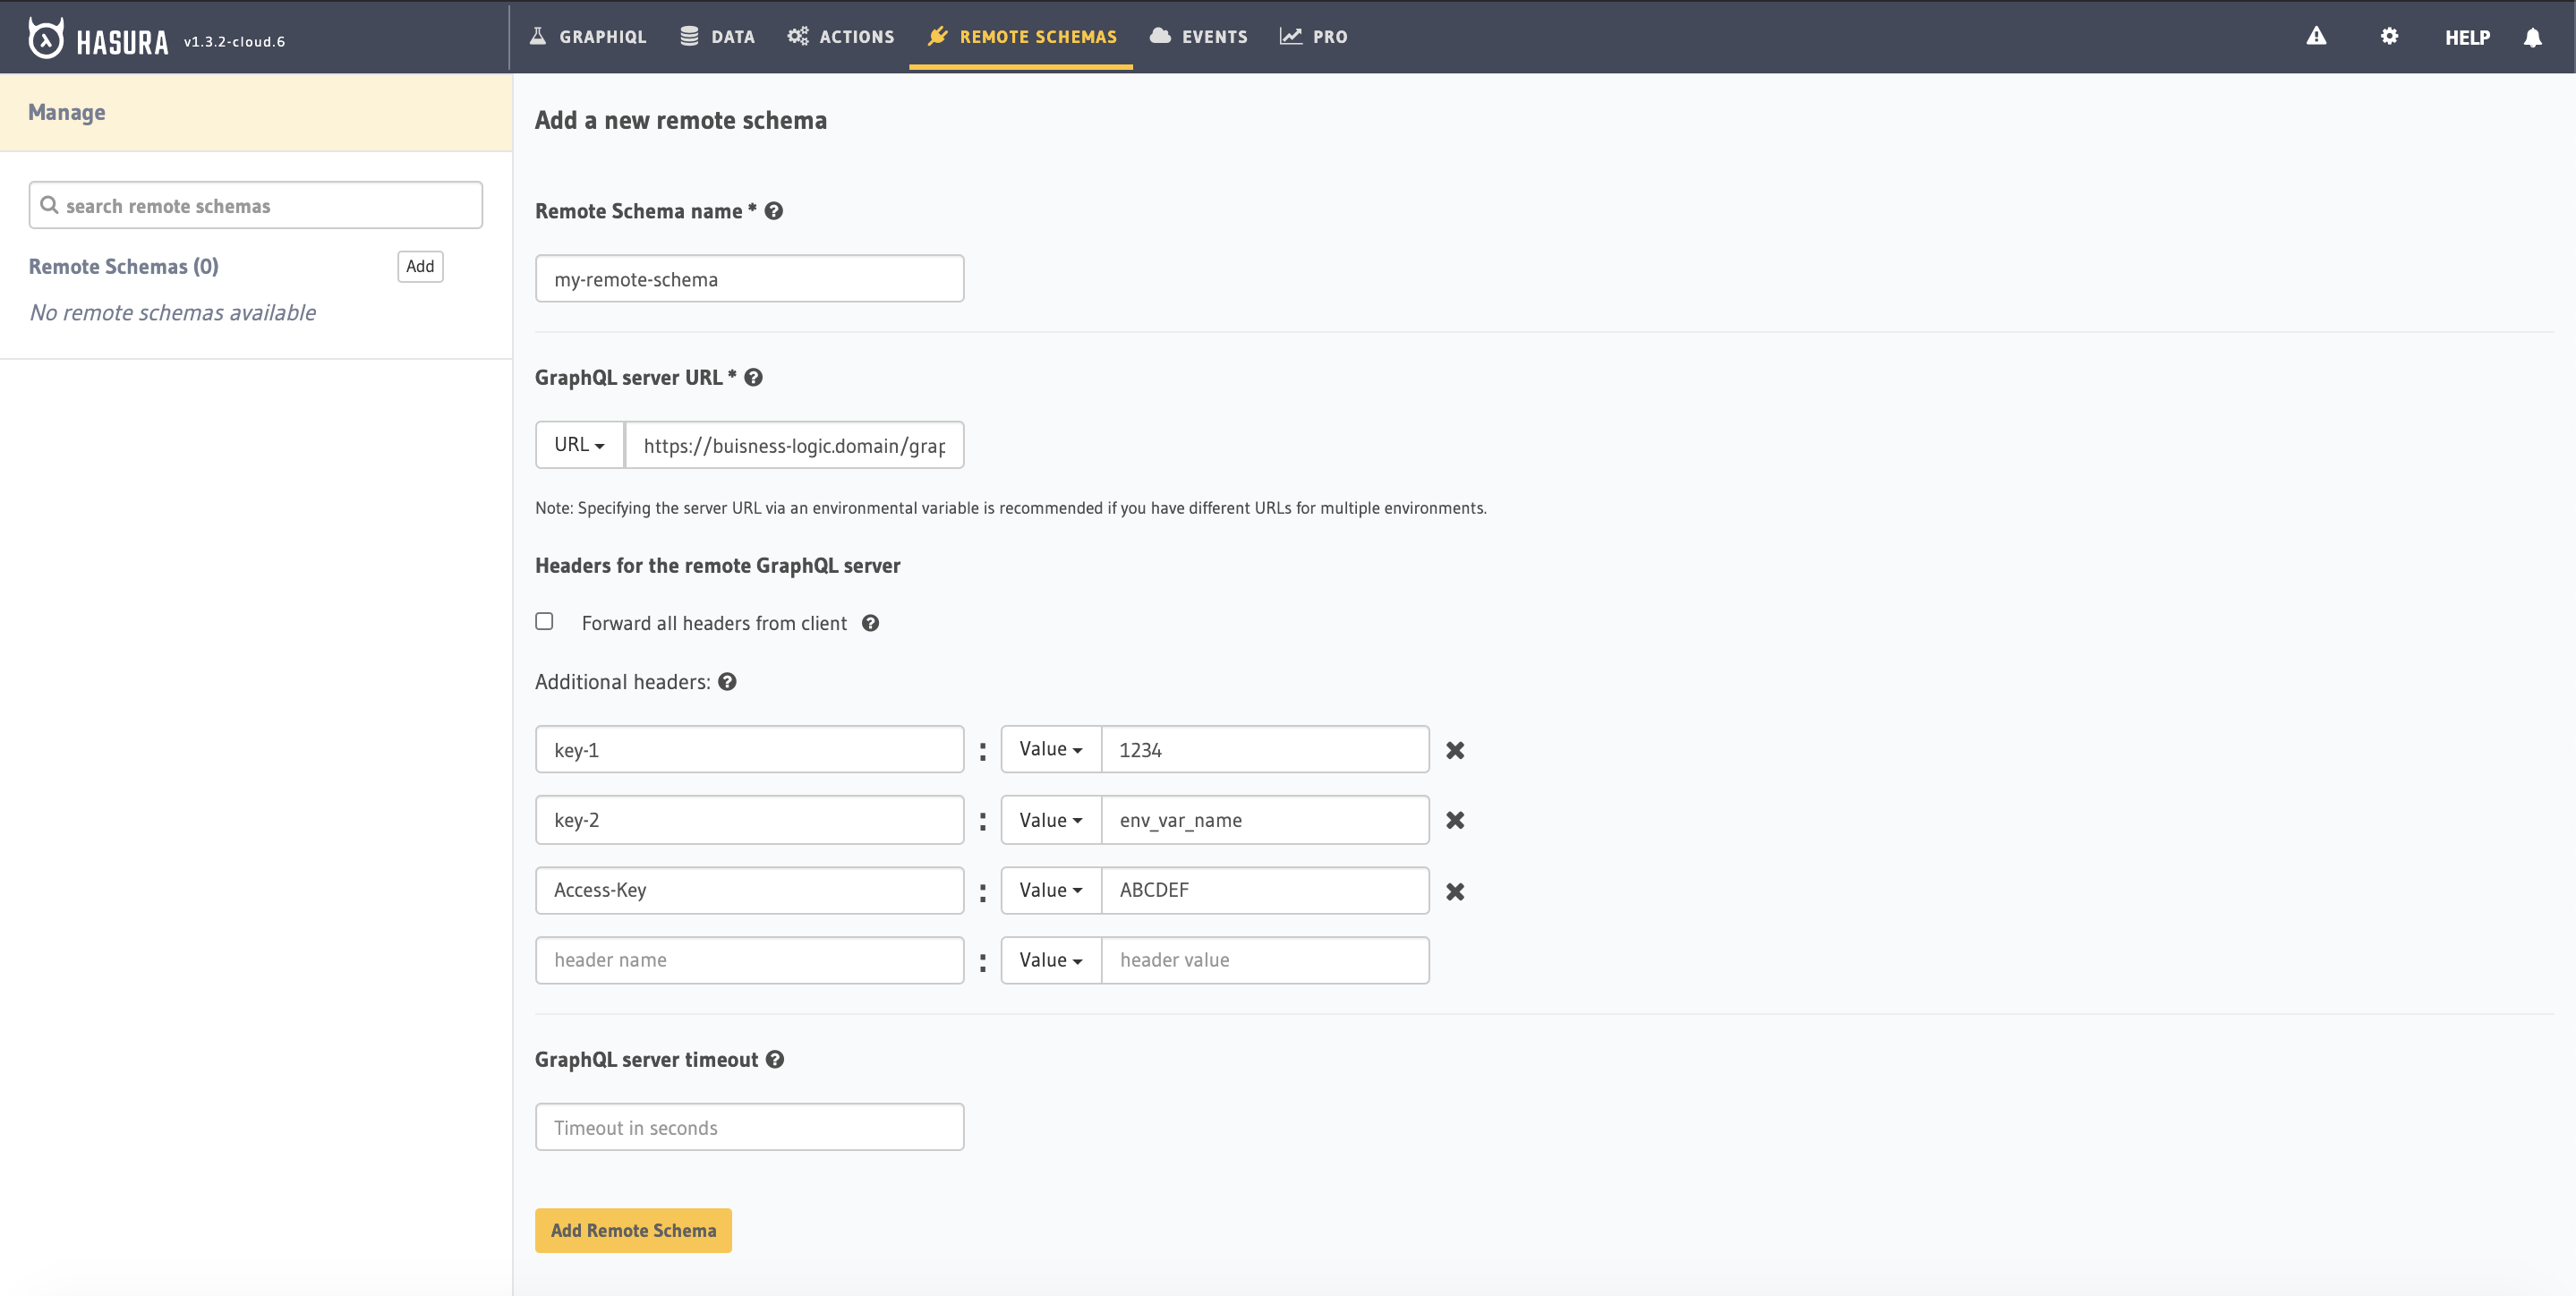 HASURA v1.3.2-cloud.6
GRAPHIQL DATA ACTIONS REMOTE SCHEMAS EVENTS PRO
HELP
Manage
search remote schemas
Remote Schemas (0) Add
No remote schemas available
Add a new remote schema
Remote Schema name *
my-remote-schema
GraphQL server URL *
URL https://buisness-logic.domain/grap
Note: Specifying the server URL via an environmental variable is recommended if you have different URLs for multiple environments.
Headers for the remote GraphQL server
Forward all headers from client
Additional headers:
key-1 : Value 1234
key-2 : Value env_var_name
Access-Key : Value ABCDEF
header name : Value header value
GraphQL server timeout
Timeout in seconds
Add Remote Schema